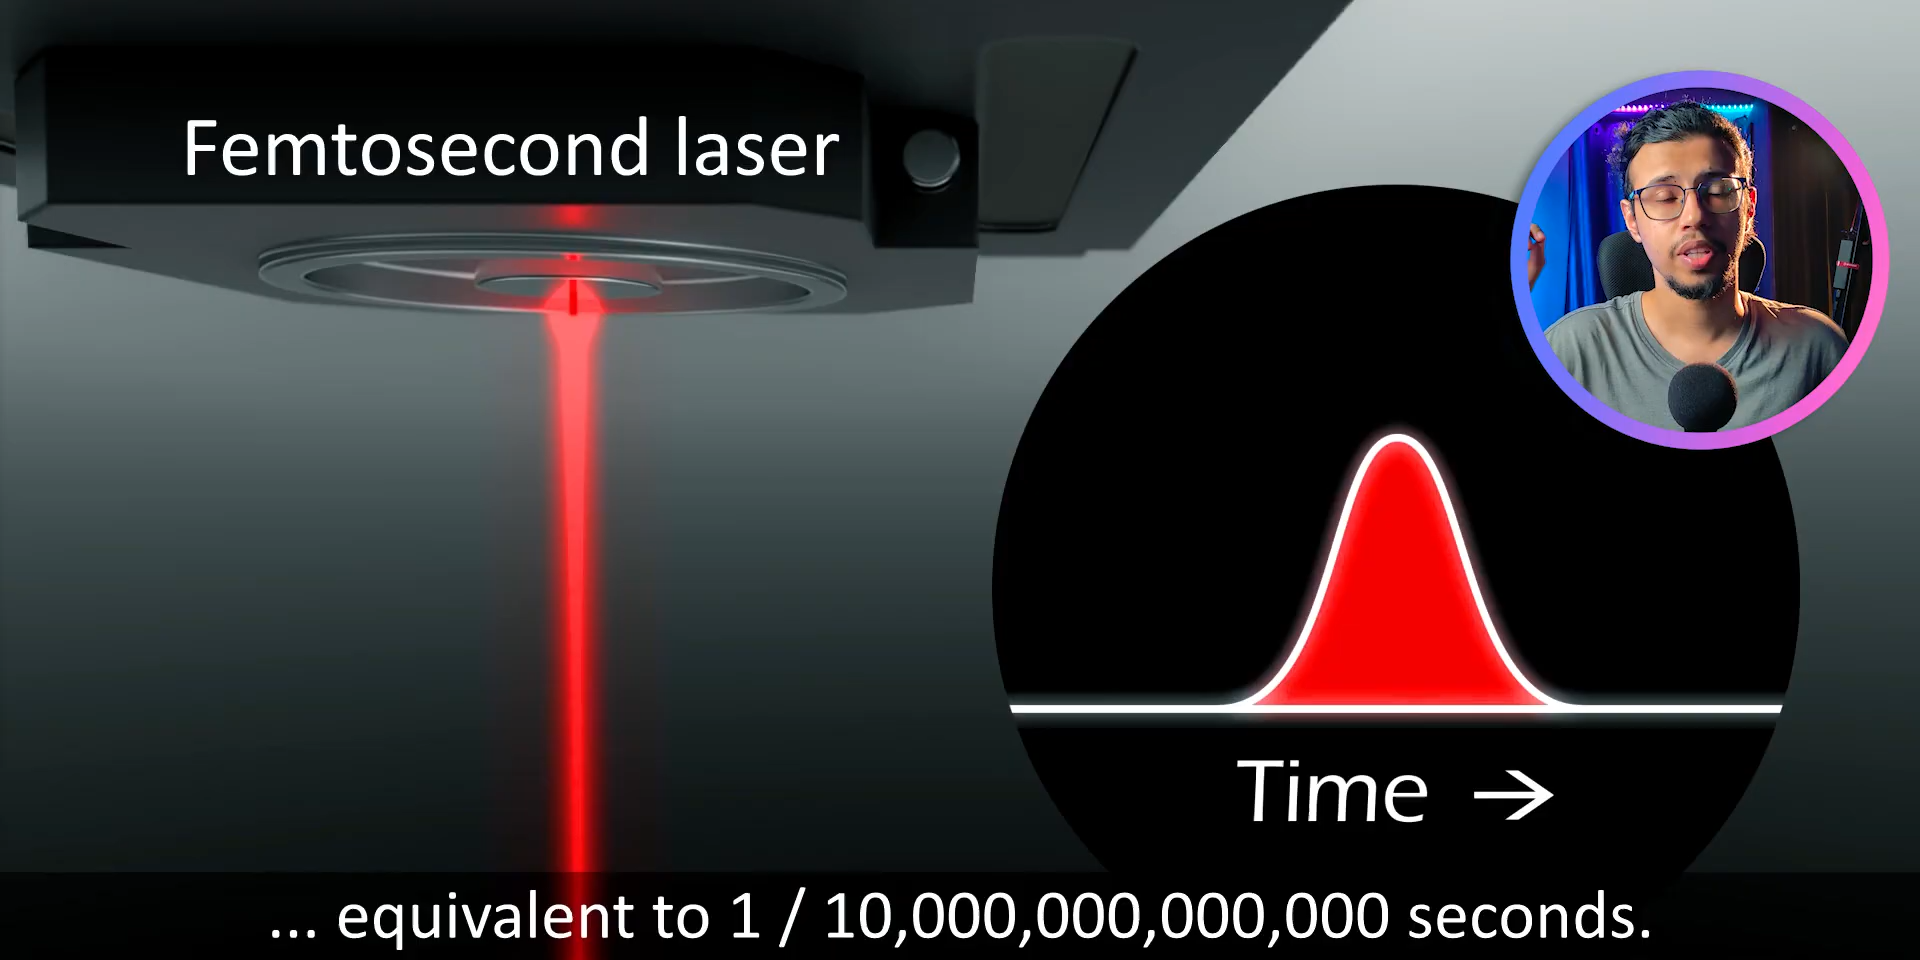 Femtosecond laser
Time →
... equivalent to 1 / 10,000,000,000,000 seconds.